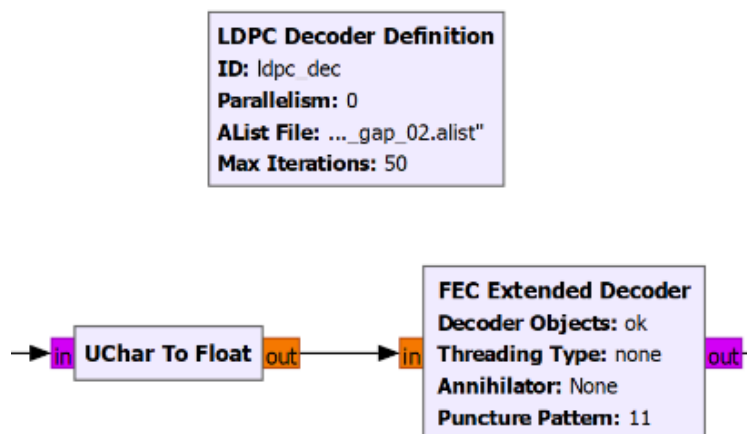 LDPC Decoder Definition
ID: ldpc_dec
Parallelism: 0
AList File: ..._gap_02.alist"
Max Iterations: 50
FEC Extended Decoder
Decoder Objects: ok
in UChar To Float out in Threading Type: none out
Annihilator: None
Puncture Pattern: 11